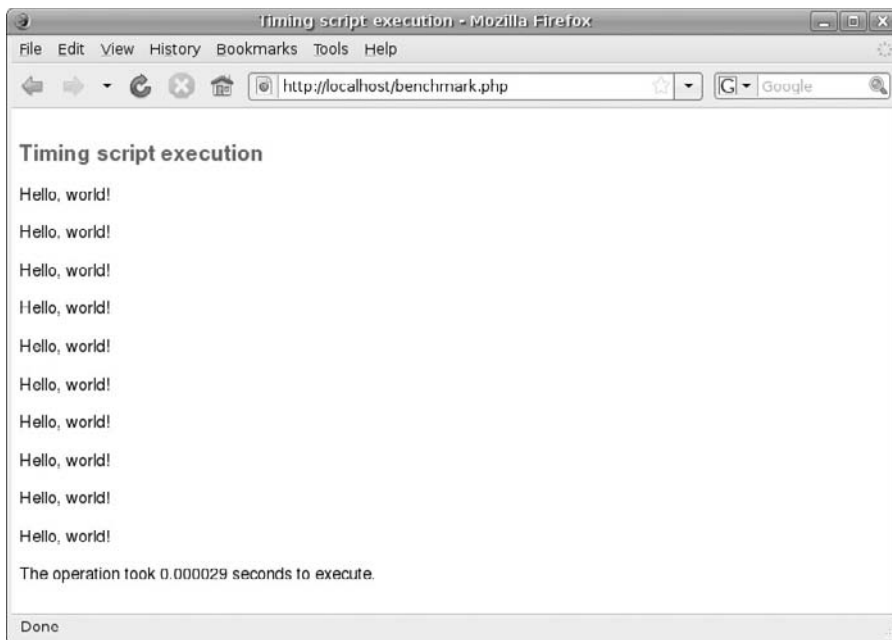 Timing script execution - Mozilla Firefox
File Edit View History Bookmarks Tools Help
http://localhost/benchmark.php
G Google
Timing script execution
Hello, world!
Hello, world!
Hello, world!
Hello, world!
Hello, world!
Hello, world!
Hello, world!
Hello, world!
Hello, world!
Hello, world!
The operation took 0.000029 seconds to execute.
Done